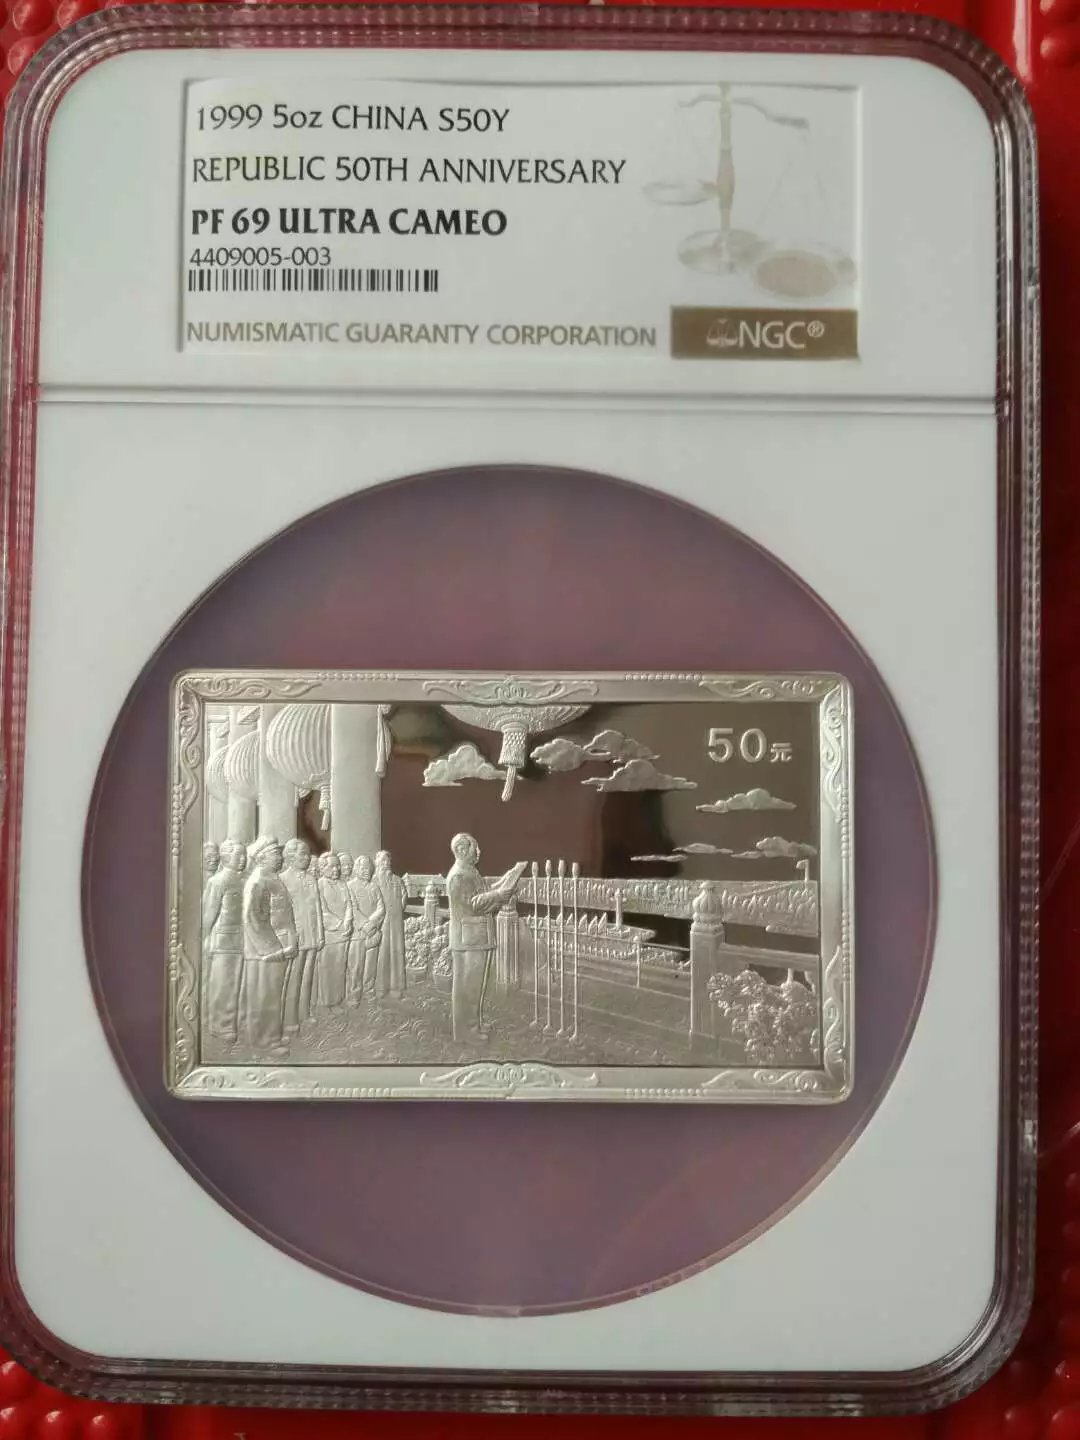 1999 5oz CHINA S50Y
REPUBLIC 50TH ANNIVERSARY
PF 69 ULTRA CAMEO
4409005-003
NUMISMATIC GUARANTY CORPORATION
NGC®
50元